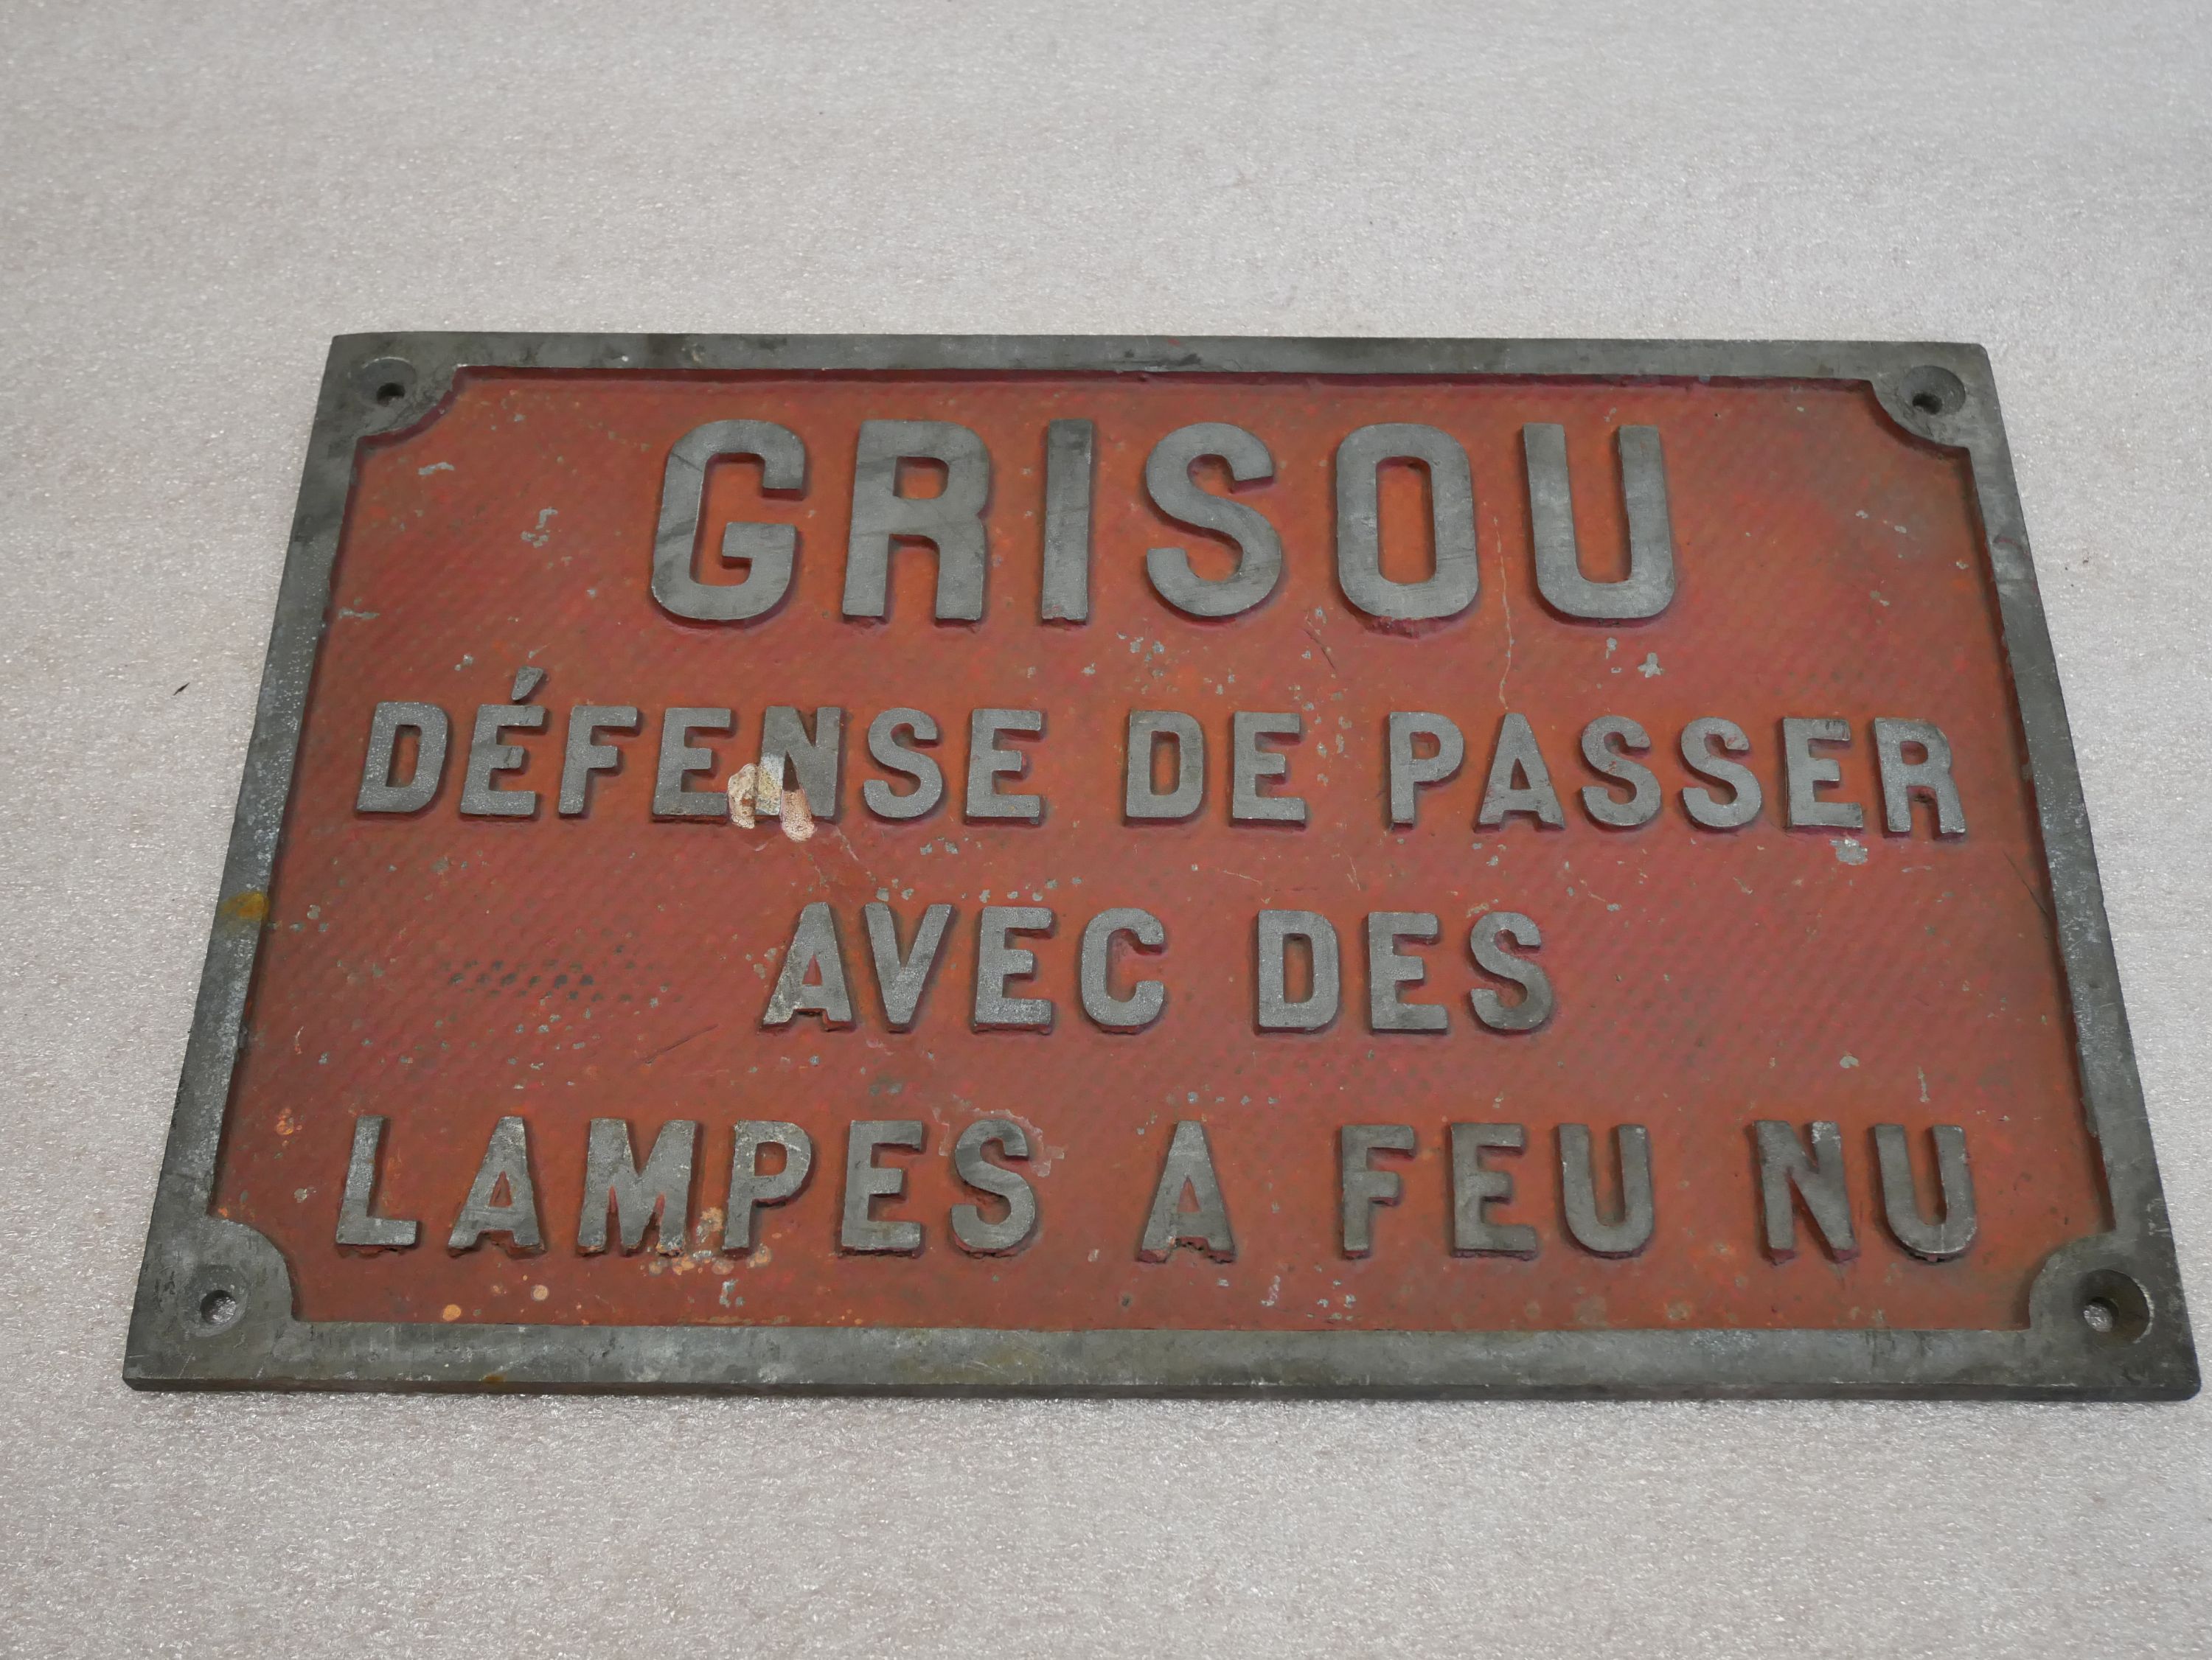 GRISOU
DÉFENSE DE PASSER
AVEC DES
LAMPES A FEU NU